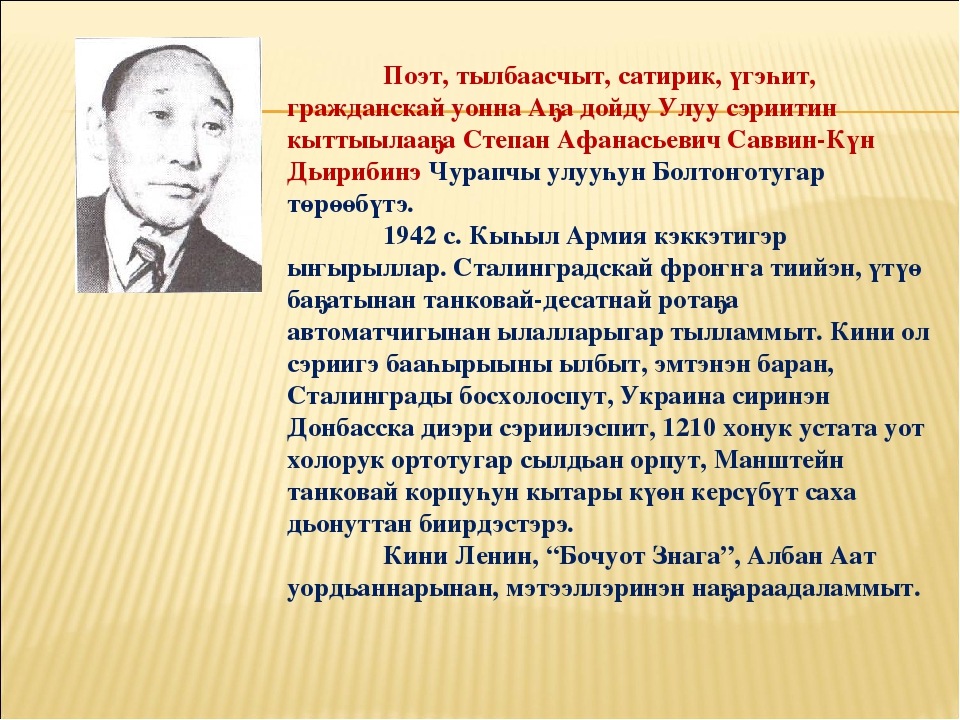 Поэт, тылбаасчыт, сатирик, үгэһит,
гражданскай уонна Аҕа дойду Улуу сэриитин
кыттыылааҕа Степан Афанасьевич Саввин-Күн
Дьирибинэ Чурапчы улууһун Болтоҥотугар
төрөөбүтэ.
1942 с. Кыһыл Армия кэккэтигэр
ыҥырыллар. Сталинградскай фроҥҥа тиийэн, үтүө
баҕатынан танковай-десатнай ротаҕа
автоматчигынан ылалларыгар тылламмыт. Кини ол
сэриигэ бааһырыыны ылбыт, эмтэнэн баран,
Сталинграды босхолоспут, Украина сиринэн
Донбасска диэри сэриилэспит, 1210 хонук устата уот
холорук ортотугар сылдьан орпут, Манштейн
танковай корпуһун кытары күөн керсүбүт саха
дьонуттан биирдэстэрэ.
Кини Ленин, “Бочуот Знага”, Албан Аат
уордьаннарынан, мэтээллэринэн наҕараадаламмыт.